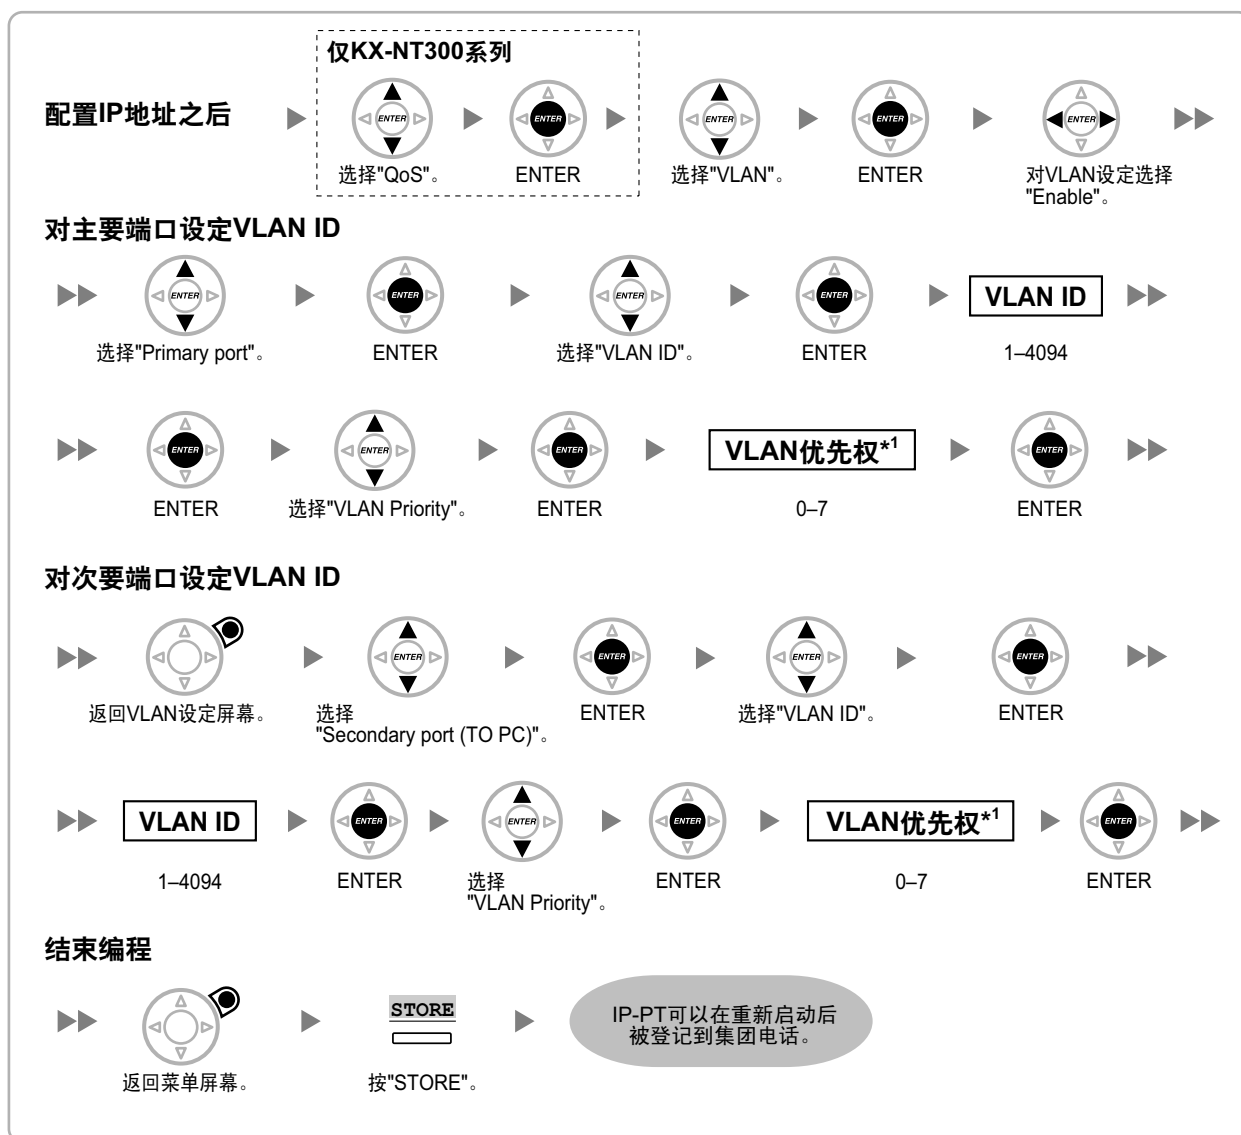 仅KX-NT300系列
配置IP地址之后
ENTER ENTER ENTER ENTER ENTER
选择"QoS"。 ENTER 选择"VLAN"。 ENTER 对VLAN设定选择
"Enable"。
对主要端口设定VLAN ID
ENTER ENTER ENTER ENTER VLAN ID
选择"Primary port"。 ENTER 选择"VLAN ID"。 ENTER 1–4094
ENTER ENTER ENTER VLAN优先权*1 ENTER
ENTER 选择"VLAN Priority"。 ENTER 0–7 ENTER
对次要端口设定VLAN ID
ENTER ENTER ENTER ENTER
返回VLAN设定屏幕。 选择 ENTER 选择"VLAN ID"。 ENTER
"Secondary port (TO PC)"。
VLAN ID ENTER ENTER ENTER VLAN优先权*1 ENTER
1–4094 ENTER 选择 ENTER 0–7 ENTER
"VLAN Priority"。
结束编程
STORE IP-PT可以在重新启动后
被登记到集团电话。
返回菜单屏幕。 按"STORE"。